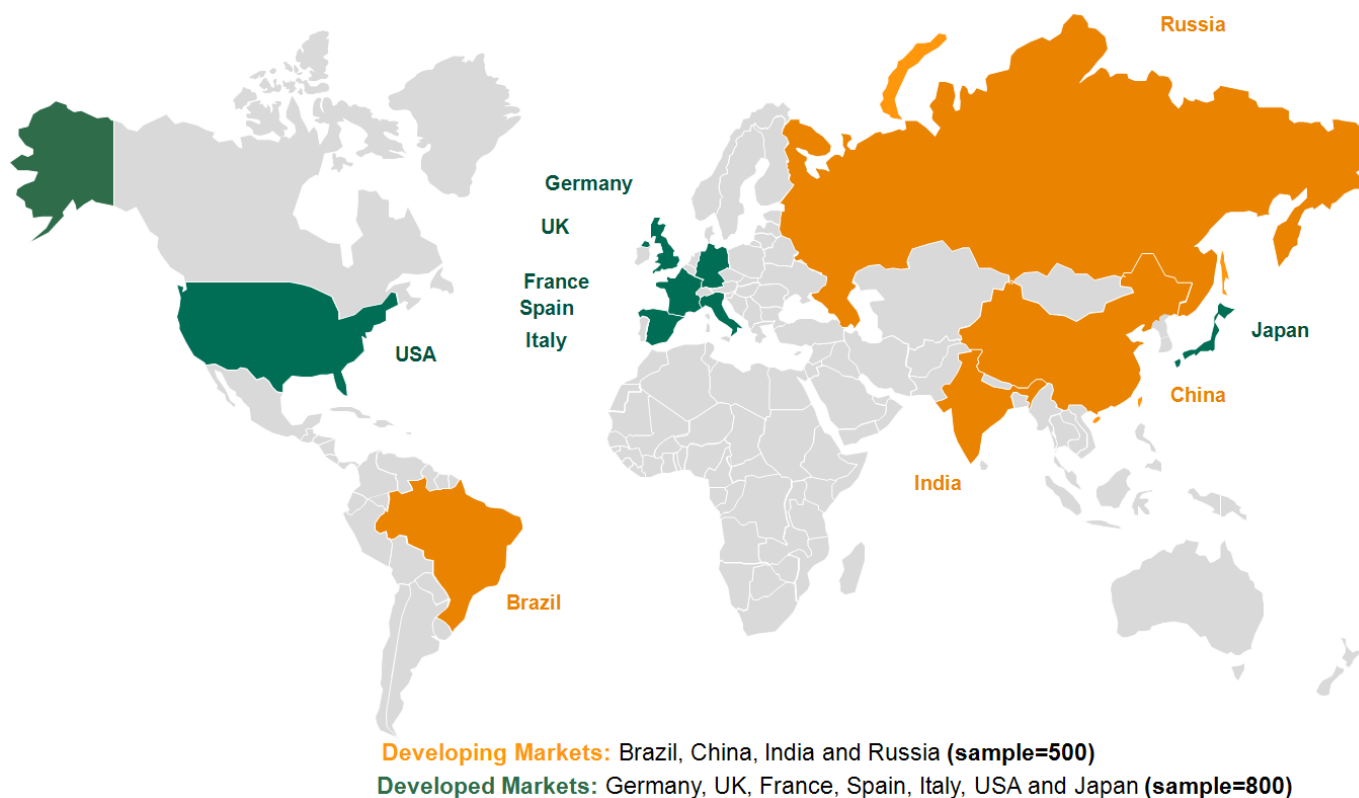 Russia
Germany
UK
France
Spain
Italy
USA
Japan
China
India
Brazil
Developing Markets: Brazil, China, India and Russia (sample=500)
Developed Markets: Germany, UK, France, Spain, Italy, USA and Japan (sample=800)